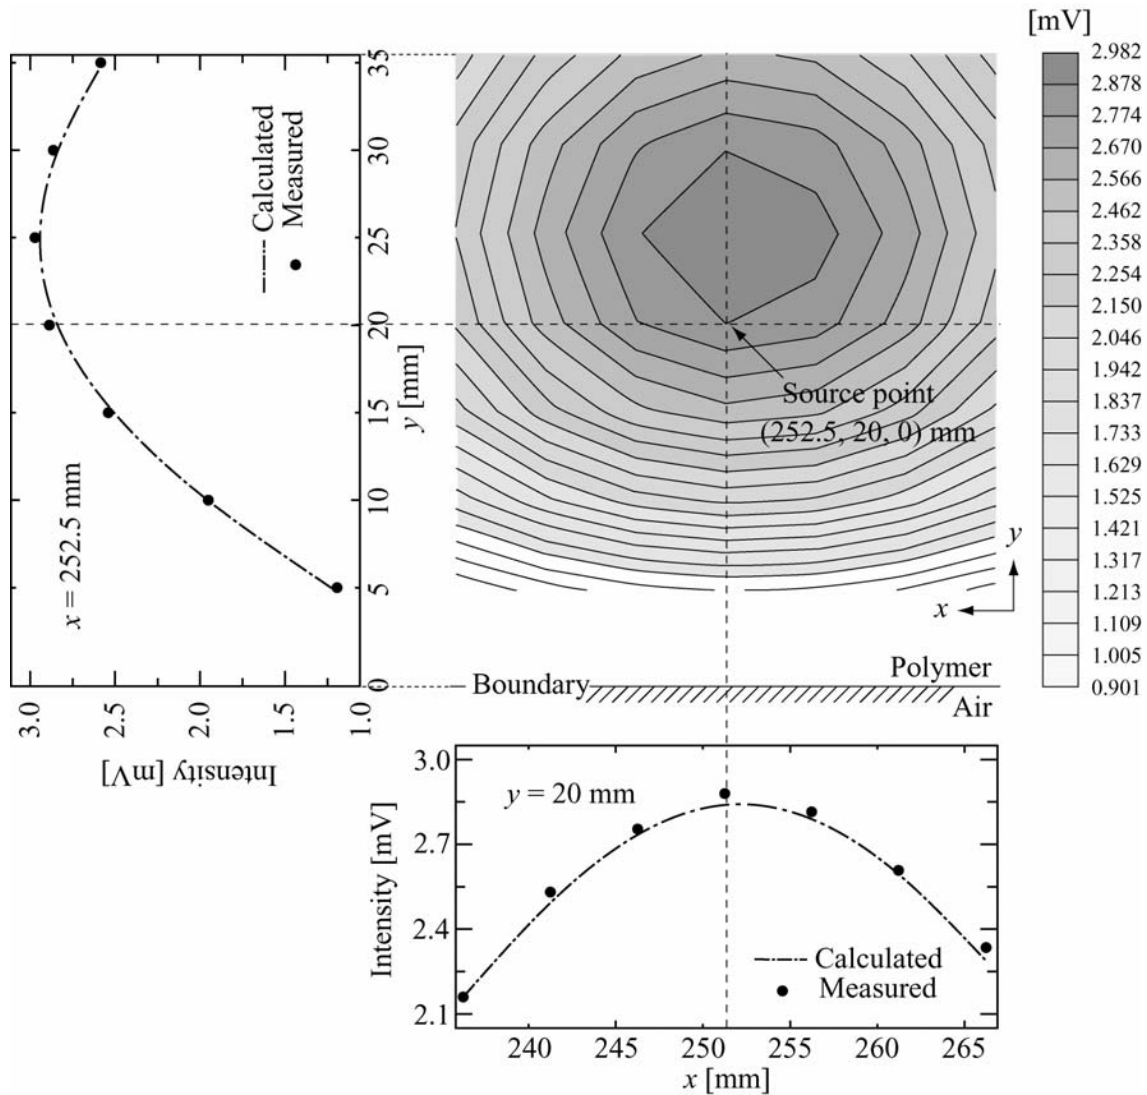 [mV]
2.982
2.878
2.774
2.670
2.566
2.462
2.358
2.254
2.150
2.046
1.942
1.837
1.733
1.629
1.525
1.421
1.317
1.213
1.109
1.005
0.901
35
30
25
20
15
10
5
0
y [mm]
Calculated
Measured
x = 252.5 mm
3.0
2.5
2.0
1.5
1.0
Intensity [mV]
Source point
(252.5, 20, 0) mm
y
x
Boundary
Polymer
Air
3.0
2.7
2.4
2.1
Intensity [mV]
y = 20 mm
Calculated
Measured
240 245 250 255 260 265
x [mm]